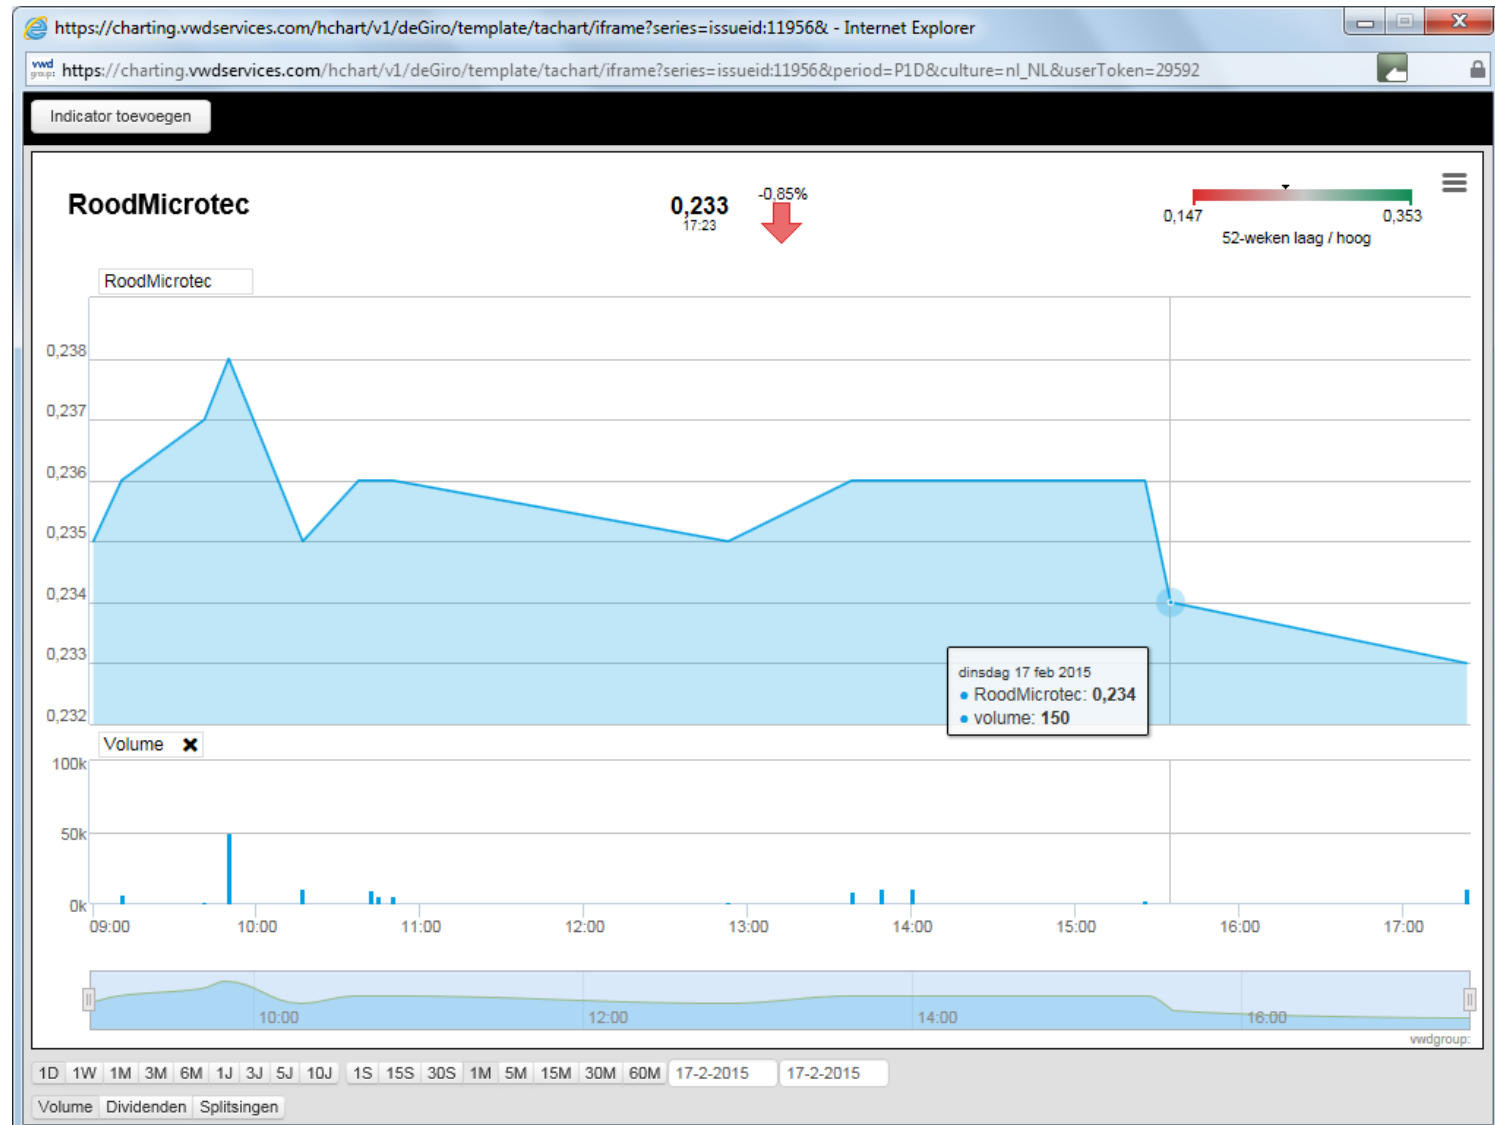 https://charting.vwdservices.com/hchart/v1/deGiro/template/tachart/iframe?series=issueid:11956& - Internet Explorer
vwd group: https://charting.vwdservices.com/hchart/v1/deGiro/template/tachart/iframe?series=issueid:11956&period=P1D&culture=nl_NL&userToken=29592
Indicator toevoegen
RoodMicrotec
0,233
17:23
-0,85%
0,147 0,353
52-weken laag / hoog
RoodMicrotec
0,238
0,237
0,236
0,235
0,234
0,233
0,232
dinsdag 17 feb 2015
• RoodMicrotec: 0,234
• volume: 150
Volume ✖
100k
50k
0k
09:00 10:00 11:00 12:00 13:00 14:00 15:00 16:00 17:00
10:00 12:00 14:00 16:00
vwdgroup:
1D 1W 1M 3M 6M 1J 3J 5J 10J 1S 15S 30S 1M 5M 15M 30M 60M 17-2-2015 17-2-2015
Volume Dividenden Splitsingen